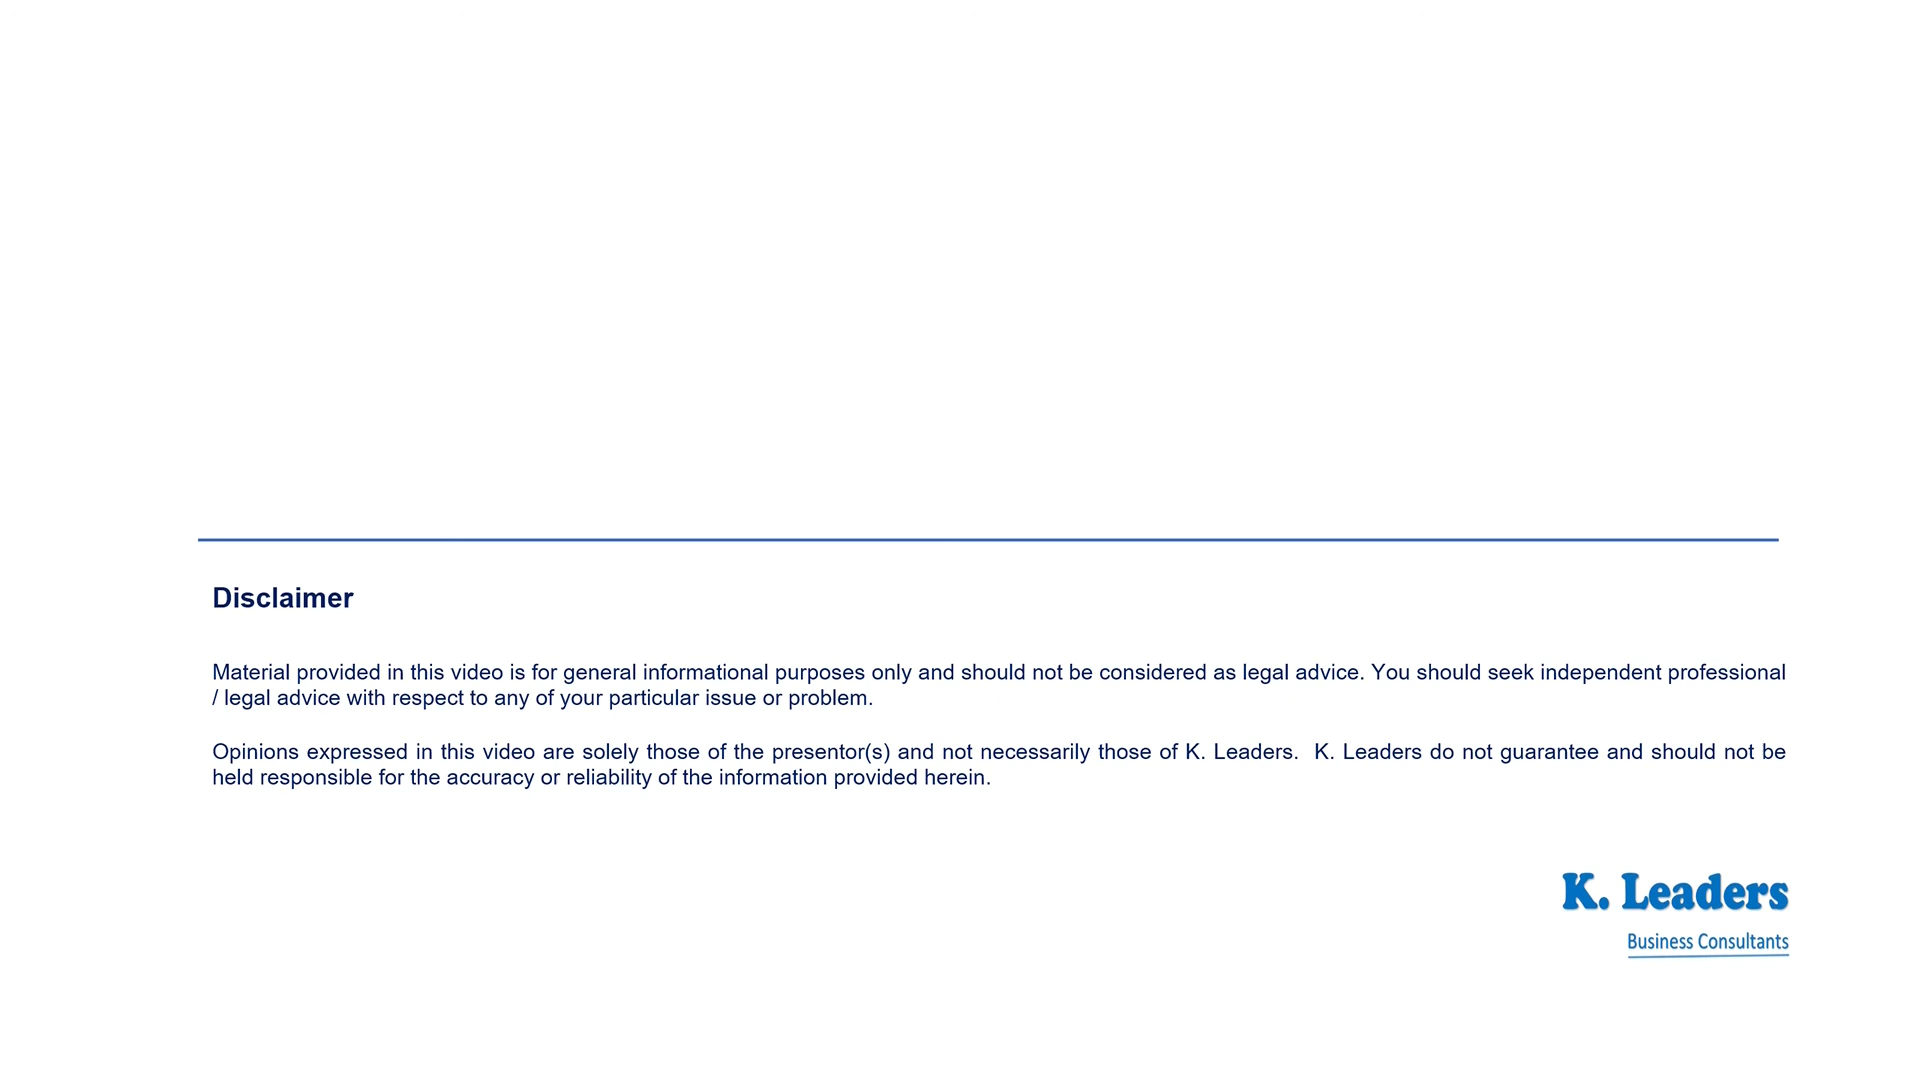 Disclaimer
Material provided in this video is for general informational purposes only and should not be considered as legal advice. You should seek independent professional
/ legal advice with respect to any of your particular issue or problem.
Opinions expressed in this video are solely those of the presentor(s) and not necessarily those of K. Leaders.  K. Leaders do not guarantee and should not be
held responsible for the accuracy or reliability of the information provided herein.
K. Leaders
Business Consultants